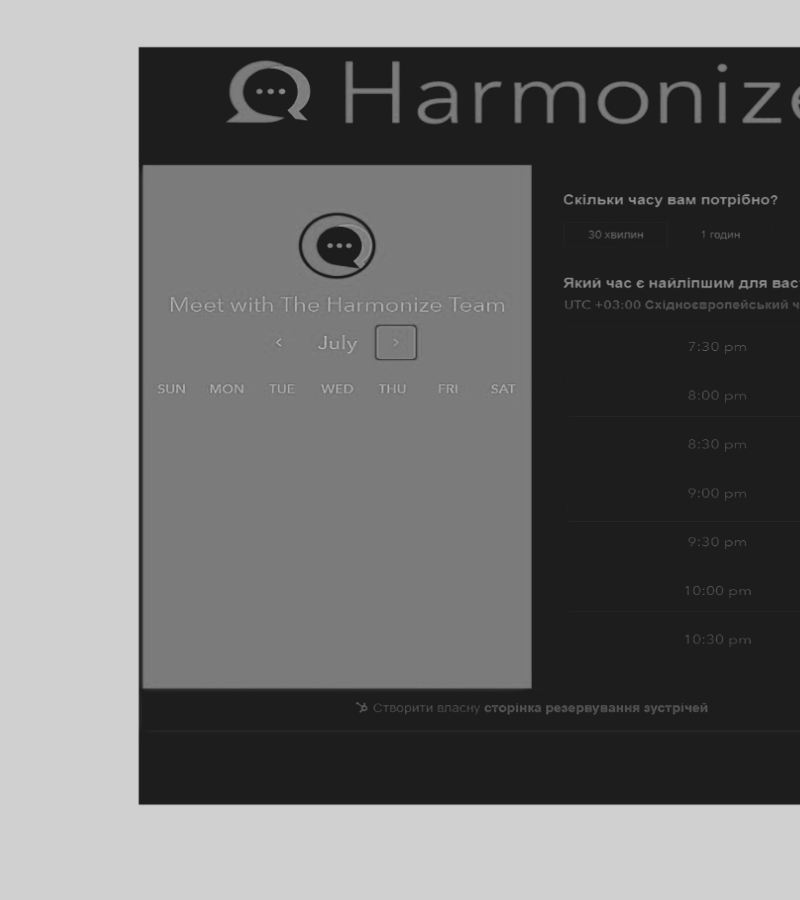 Harmonize
Meet with The Harmonize Team
July
SUN MON TUE WED THU FRI SAT
Скільки часу вам потрібно?
30 хвилин 1 годин
Який час є найліпшим для вас
UTC +03:00 Східноєвропейський ч
7:30 pm
8:00 pm
8:30 pm
9:00 pm
9:30 pm
10:00 pm
10:30 pm
Створити власну сторінка резервування зустрічей